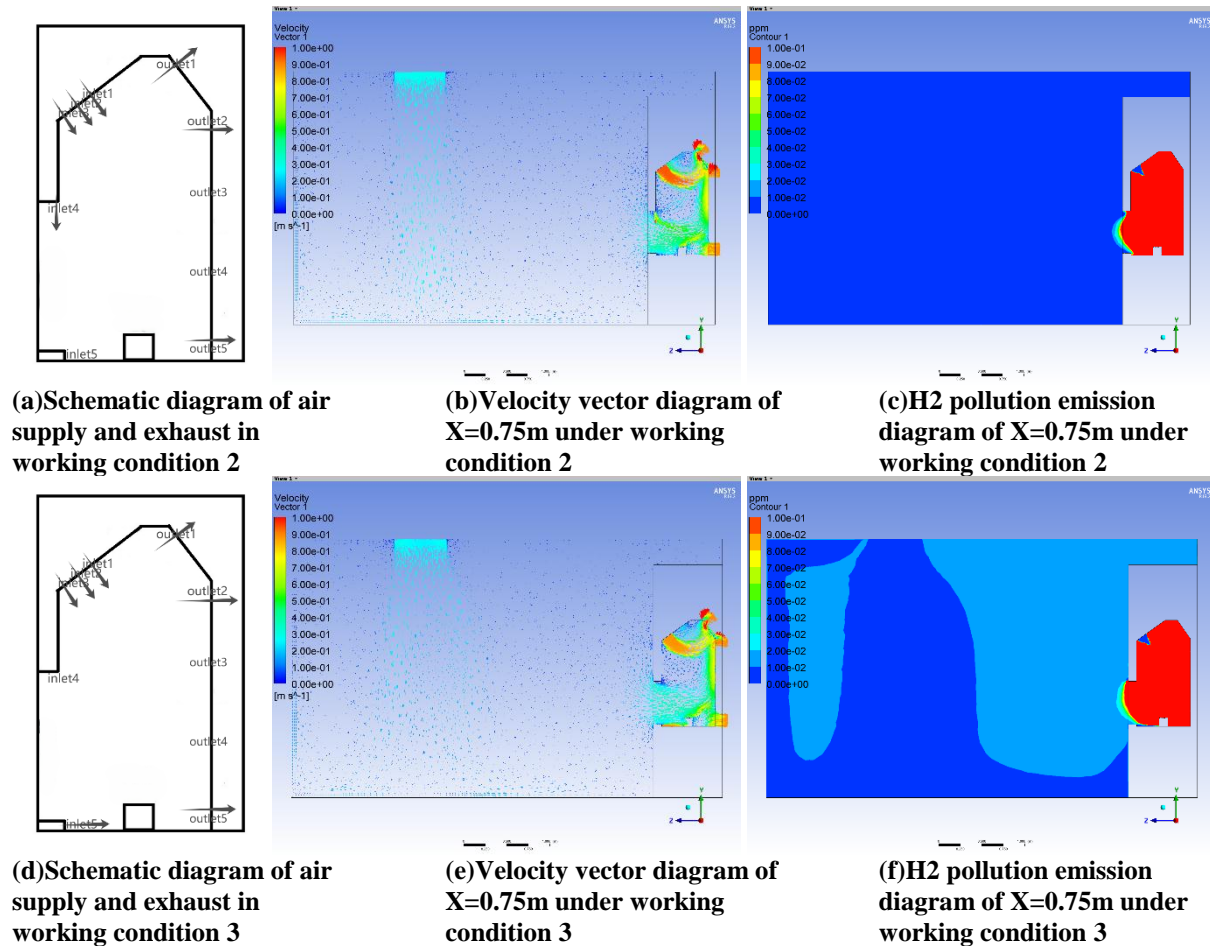 outlet1
inlet1
inlet2
inlet3
outlet2
outlet3
inlet4
outlet4
outlet5
inlet5
View 1
Velocity
Vector 1
ANSYS
1.00e+00
9.00e-01
8.00e-01
7.00e-01
6.00e-01
5.00e-01
4.00e-01
3.00e-01
2.00e-01
1.00e-01
0.00e+00
[m s^-1]
Y
Z
View 1
ppm
Contour 1
ANSYS
1.00e-01
9.00e-02
8.00e-02
7.00e-02
6.00e-02
5.00e-02
4.00e-02
3.00e-02
2.00e-02
1.00e-02
0.00e+00
Y
Z
(a)Schematic diagram of air
supply and exhaust in
working condition 2
(b)Velocity vector diagram of
X=0.75m under working
condition 2
(c)H2 pollution emission
diagram of X=0.75m under
working condition 2
outlet1
inlet1
inlet2
inlet3
outlet2
outlet3
inlet4
outlet4
outlet5
inlet5
View 1
Velocity
Vector 1
ANSYS
1.00e+00
9.00e-01
8.00e-01
7.00e-01
6.00e-01
5.00e-01
4.00e-01
3.00e-01
2.00e-01
1.00e-01
0.00e+00
[m s^-1]
Y
Z
View 1
ppm
Contour 1
ANSYS
1.00e-01
9.00e-02
8.00e-02
7.00e-02
6.00e-02
5.00e-02
4.00e-02
3.00e-02
2.00e-02
1.00e-02
0.00e+00
Y
Z
(d)Schematic diagram of air
supply and exhaust in
working condition 3
(e)Velocity vector diagram of
X=0.75m under working
condition 3
(f)H2 pollution emission
diagram of X=0.75m under
working condition 3